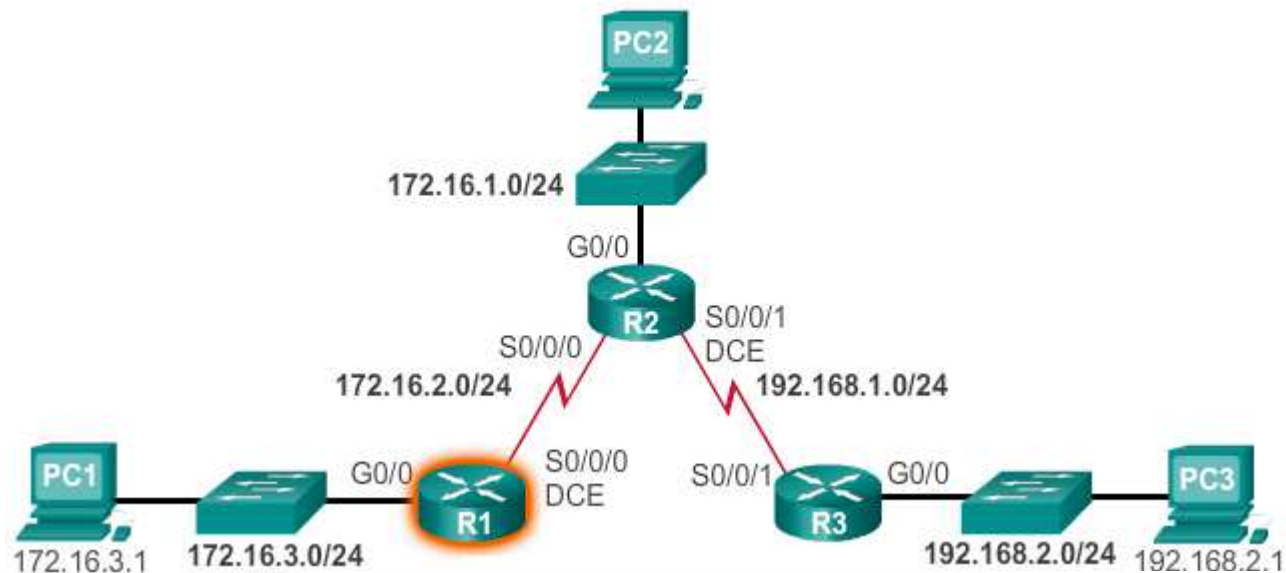 PC2
172.16.1.0/24
G0/0
R2
S0/0/1
DCE
S0/0/0
172.16.2.0/24
192.168.1.0/24
PC1
G0/0
S0/0/0
DCE
R1
S0/0/1
G0/0
R3
PC3
172.16.3.1
172.16.3.0/24
192.168.2.0/24
192.168.2.1